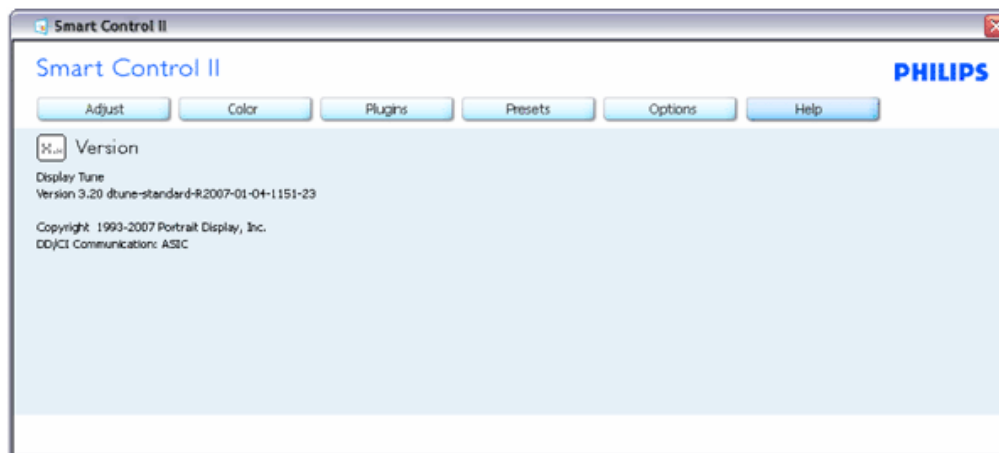 Smart Control II
Smart Control II
PHILIPS
Adjust Color Plugins Presets Options Help
Version
Display Tune
Version 3.20 dtune-standard-R2007-01-04-1151-23
Copyright 1993-2007 Portrait Display, Inc.
DD/CI Communication: ASIC